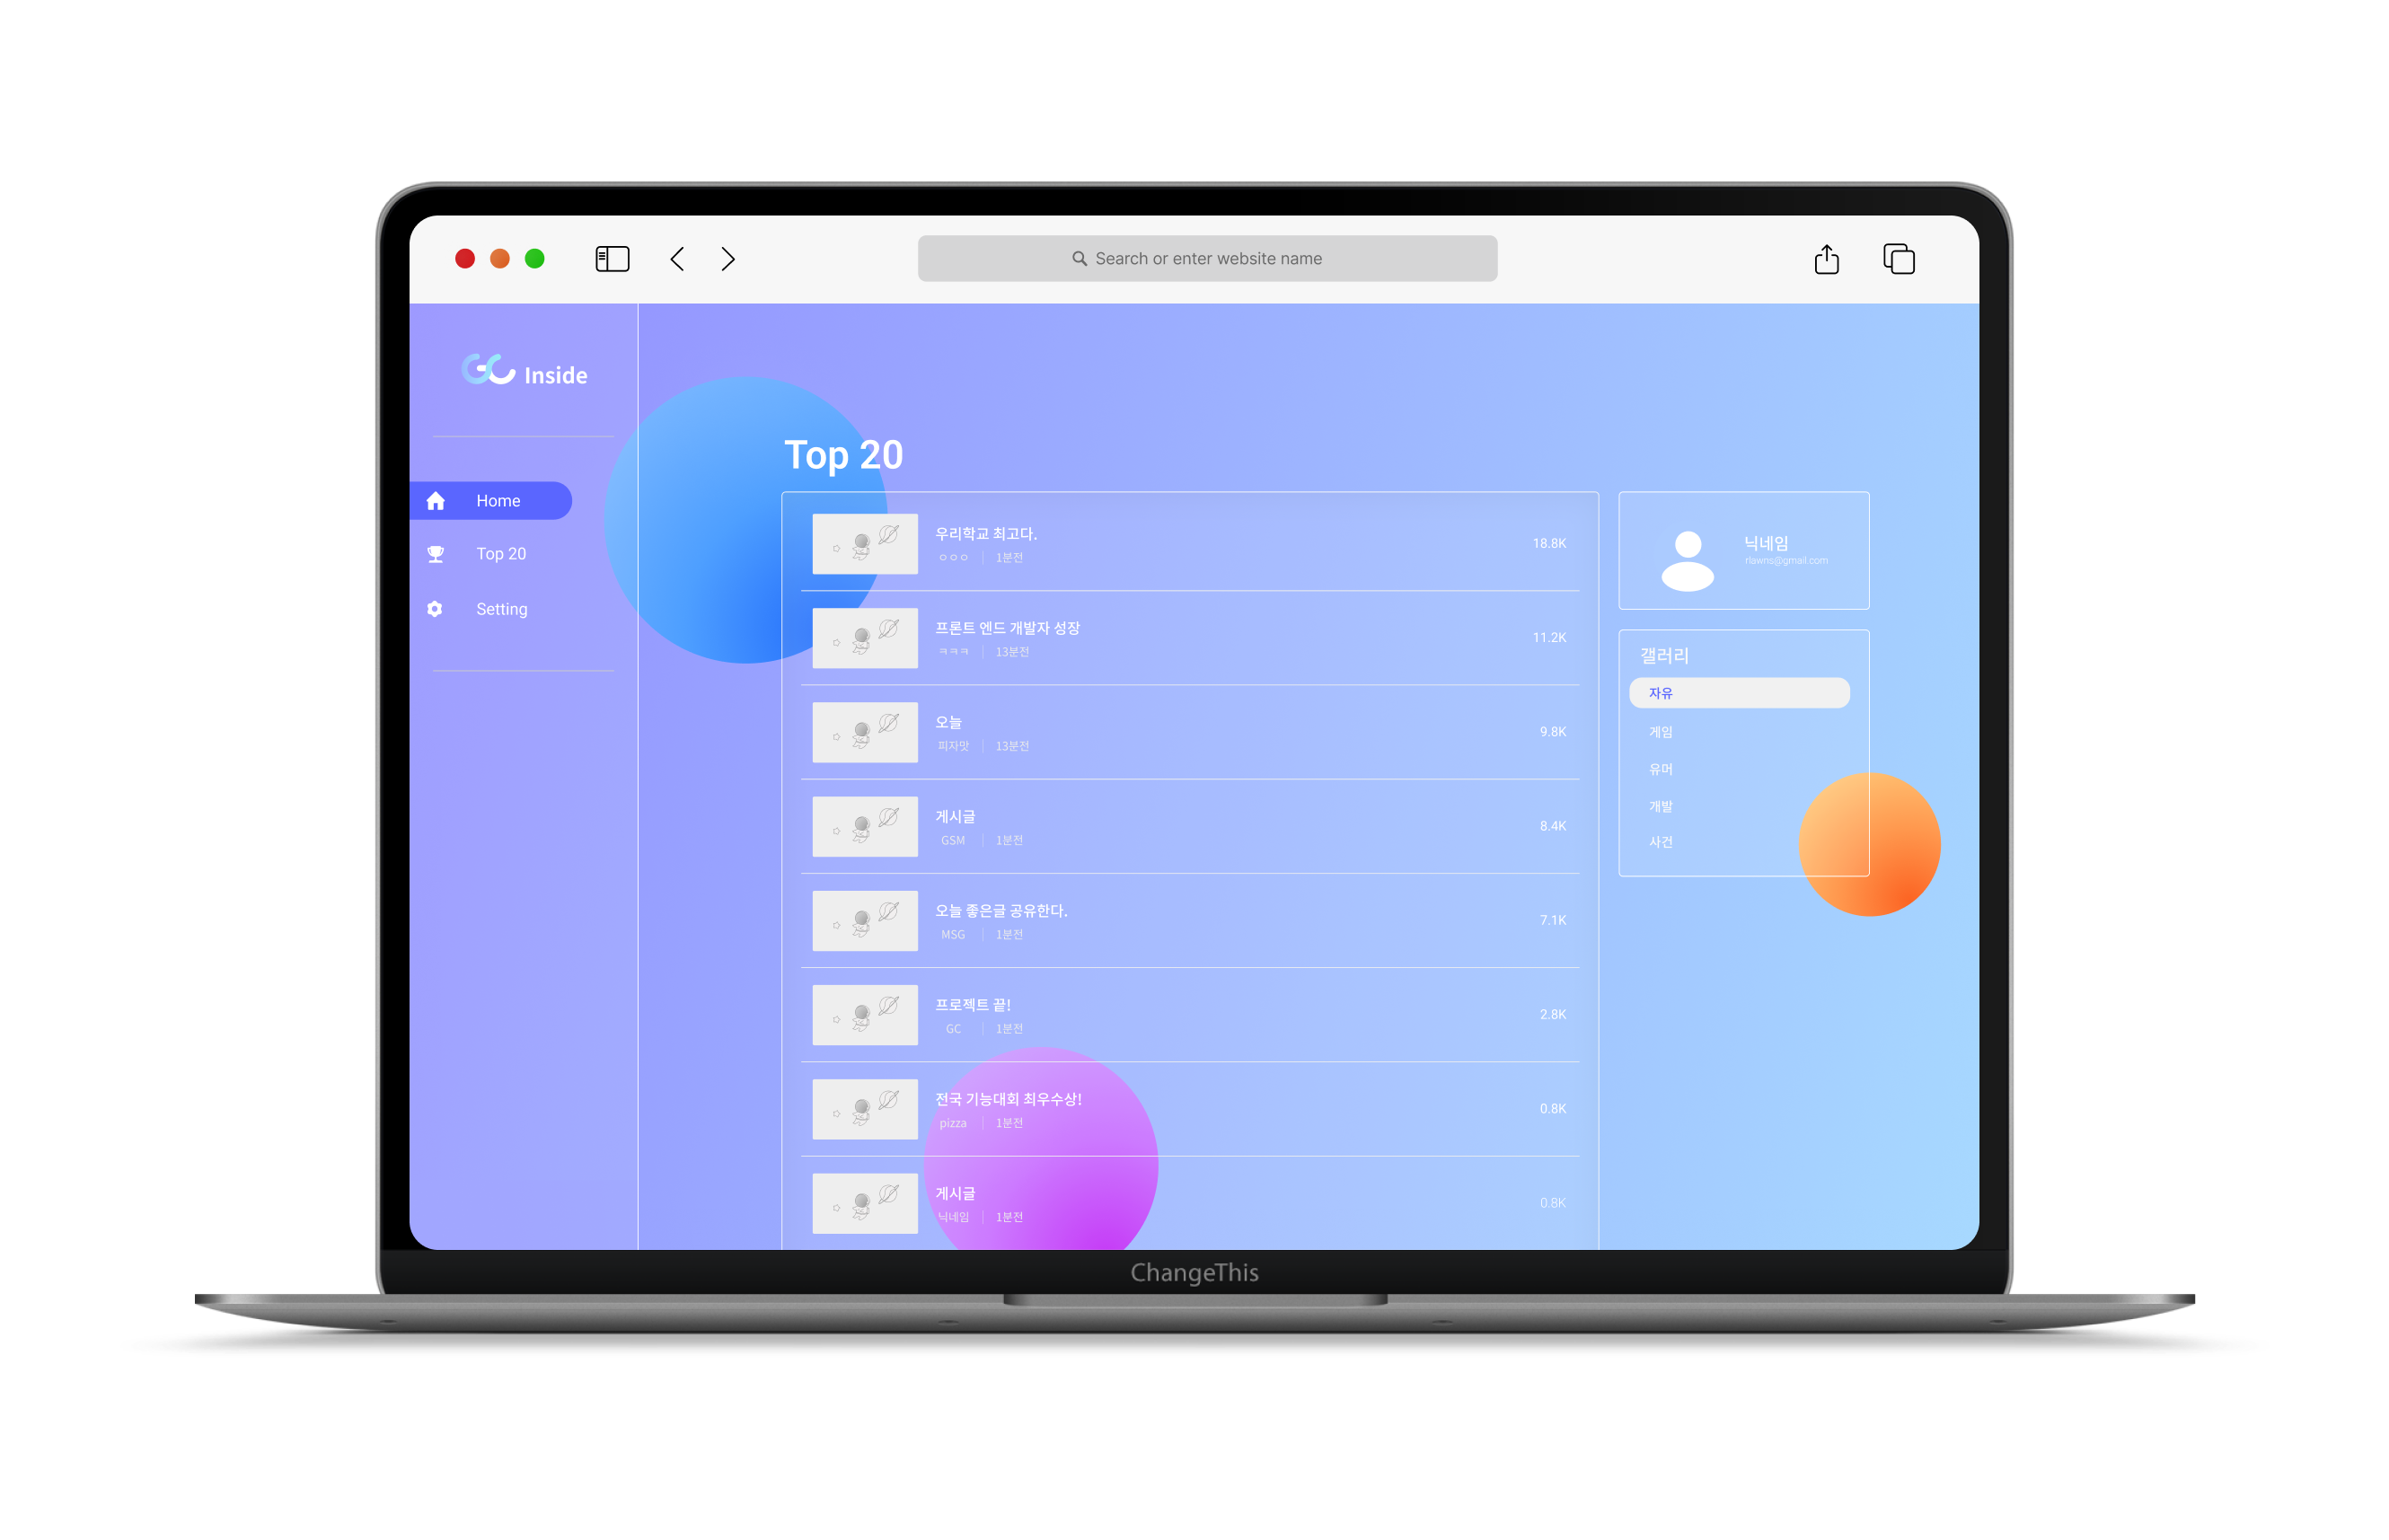 Search or enter website name
GC Inside
Home
Top 20
Setting
Top 20
우리학교 최고다.
ㅇㅇㅇ 1분전
18.8K
프론트 엔드 개발자 성장
ㅋㅋㅋ 13분전
11.2K
오늘
피자맛 13분전
9.8K
게시글
GSM 1분전
8.4K
오늘 좋은글 공유한다.
MSG 1분전
7.1K
프로젝트 끝!
GC 1분전
2.8K
전국 기능대회 최우수상!
pizza 1분전
0.8K
게시글
닉네임 1분전
0.8K
닉네임
rlawns@gmail.com
갤러리
자유
게임
유머
개발
사건
ChangeThis